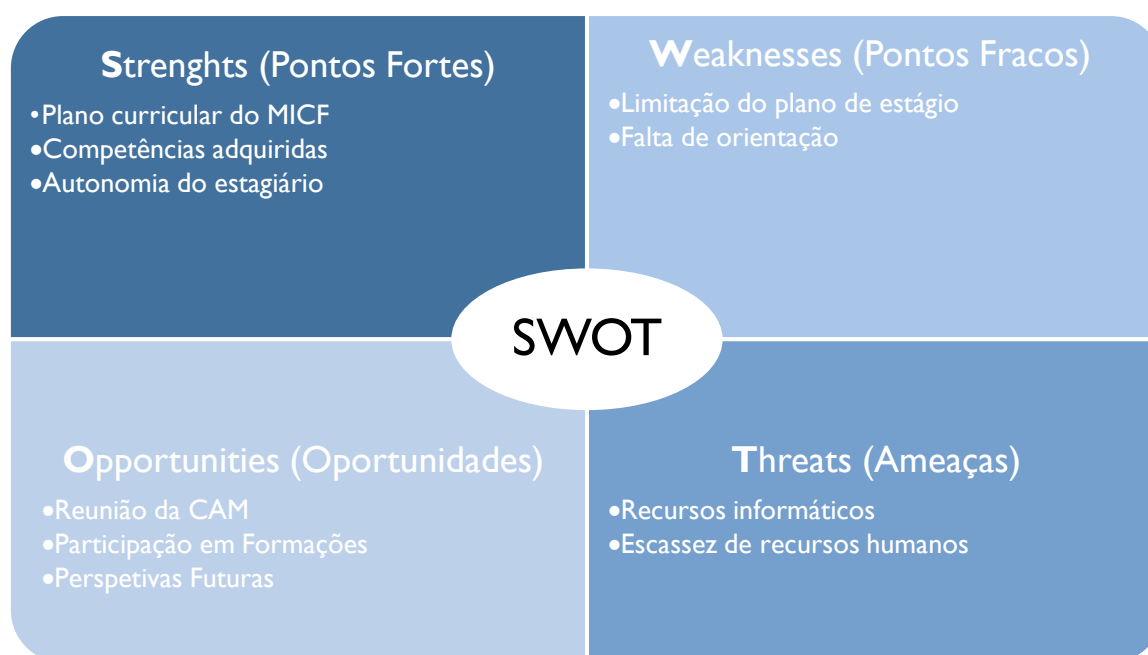 Strenghts (Pontos Fortes)
•Plano curricular do MICF
•Competências adquiridas
•Autonomia do estagiário
Weaknesses (Pontos Fracos)
•Limitação do plano de estágio
•Falta de orientação
SWOT
Opportunities (Oportunidades)
•Reunião da CAM
•Participação em Formações
•Perspetivas Futuras
Threats (Ameaças)
•Recursos informáticos
•Escassez de recursos humanos